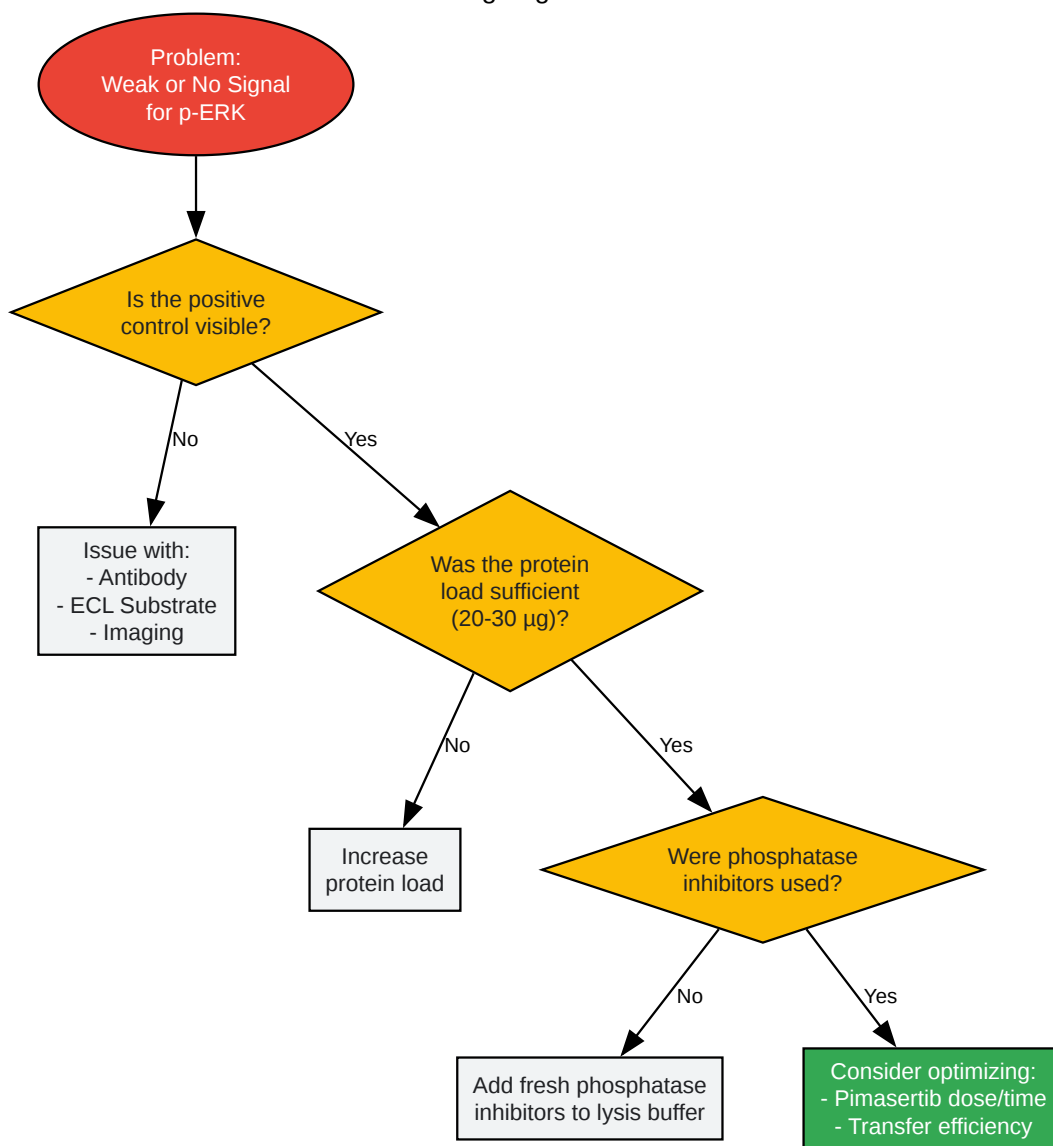 Problem:
Weak or No Signal
for p-ERK
Is the positive
control visible?
No
Yes
Issue with:
- Antibody
- ECL Substrate
- Imaging
Was the protein
load sufficient
(20-30 µg)?
No
Yes
Increase
protein load
Were phosphatase
inhibitors used?
No
Yes
Add fresh phosphatase
inhibitors to lysis buffer
Consider optimizing:
- Pimasertib dose/time
- Transfer efficiency